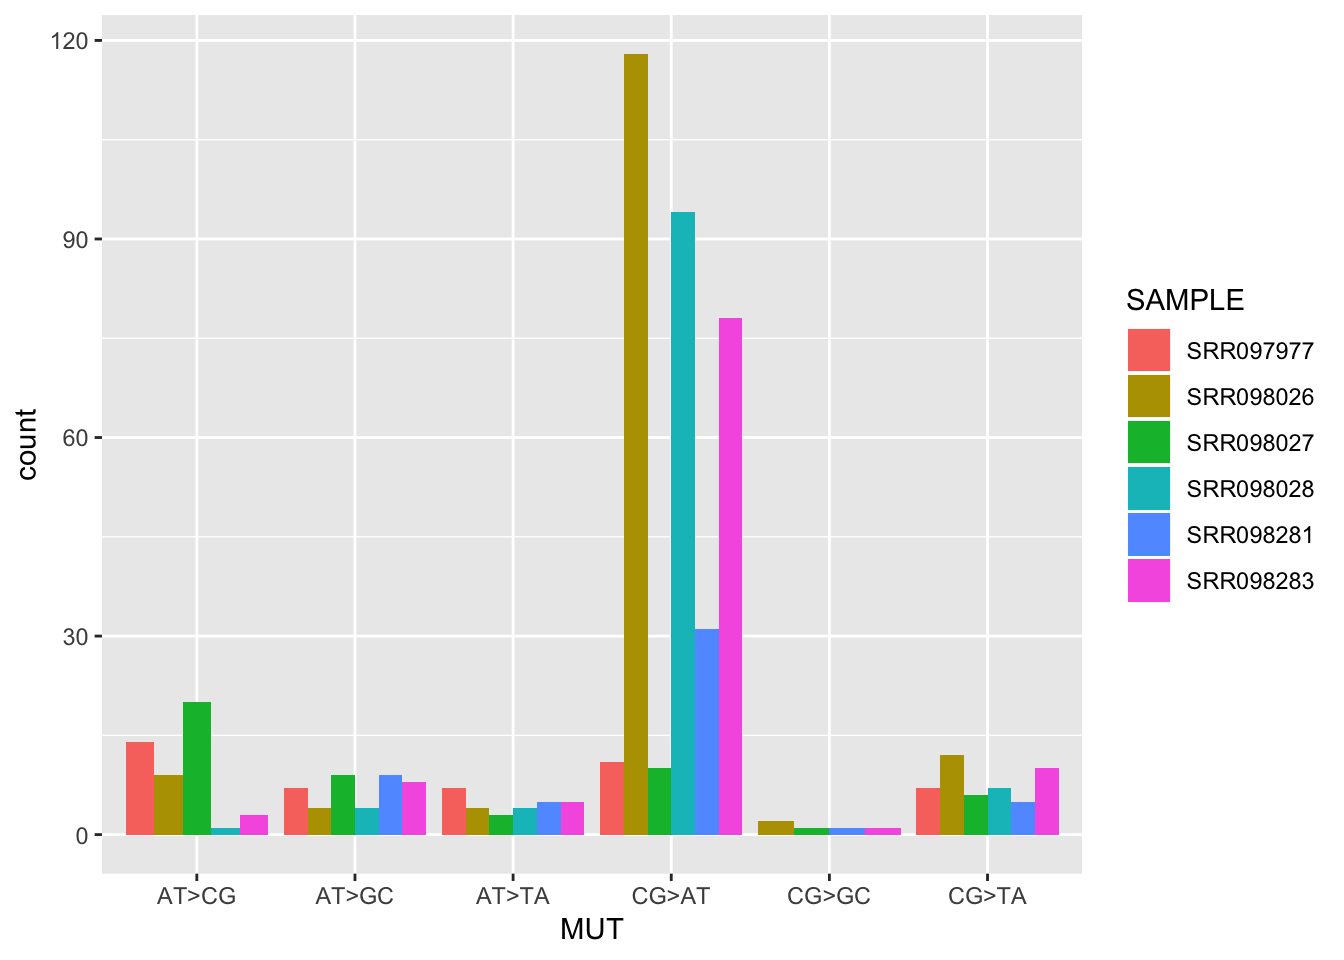 120
90
60
30
0
count
AT>CG AT>GC AT>TA CG>AT CG>GC CG>TA
MUT
SAMPLE
SRR097977
SRR098026
SRR098027
SRR098028
SRR098281
SRR098283